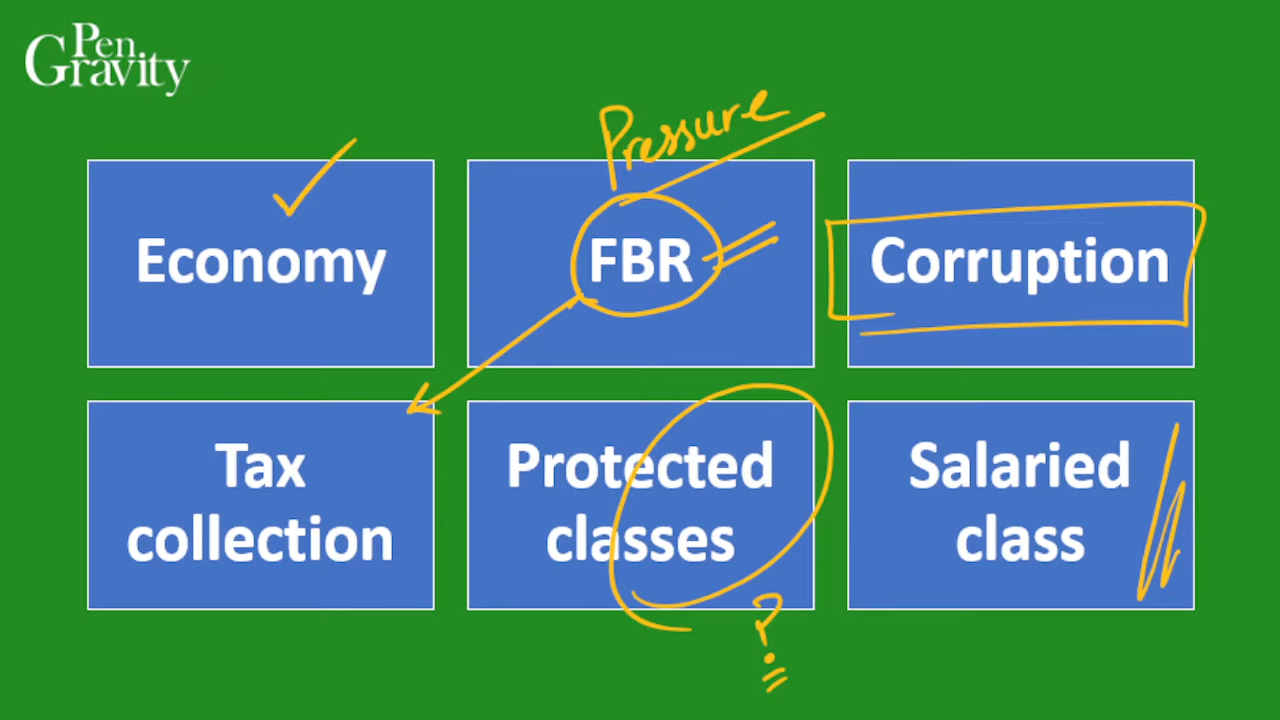 Pen
Gravity
Pressure
Economy
FBR
Corruption
Tax
collection
Protected
classes
Salaried
class
?